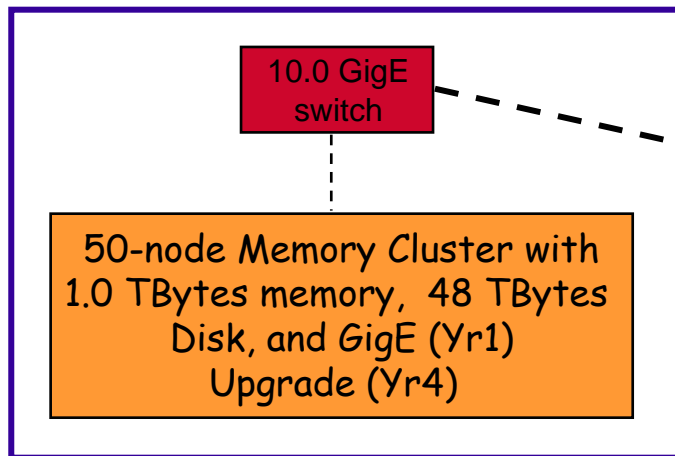 10.0 GigE
switch
50-node Memory Cluster with
1.0 TBytes memory, 48 TBytes
Disk, and GigE (Yr1)
Upgrade (Yr4)